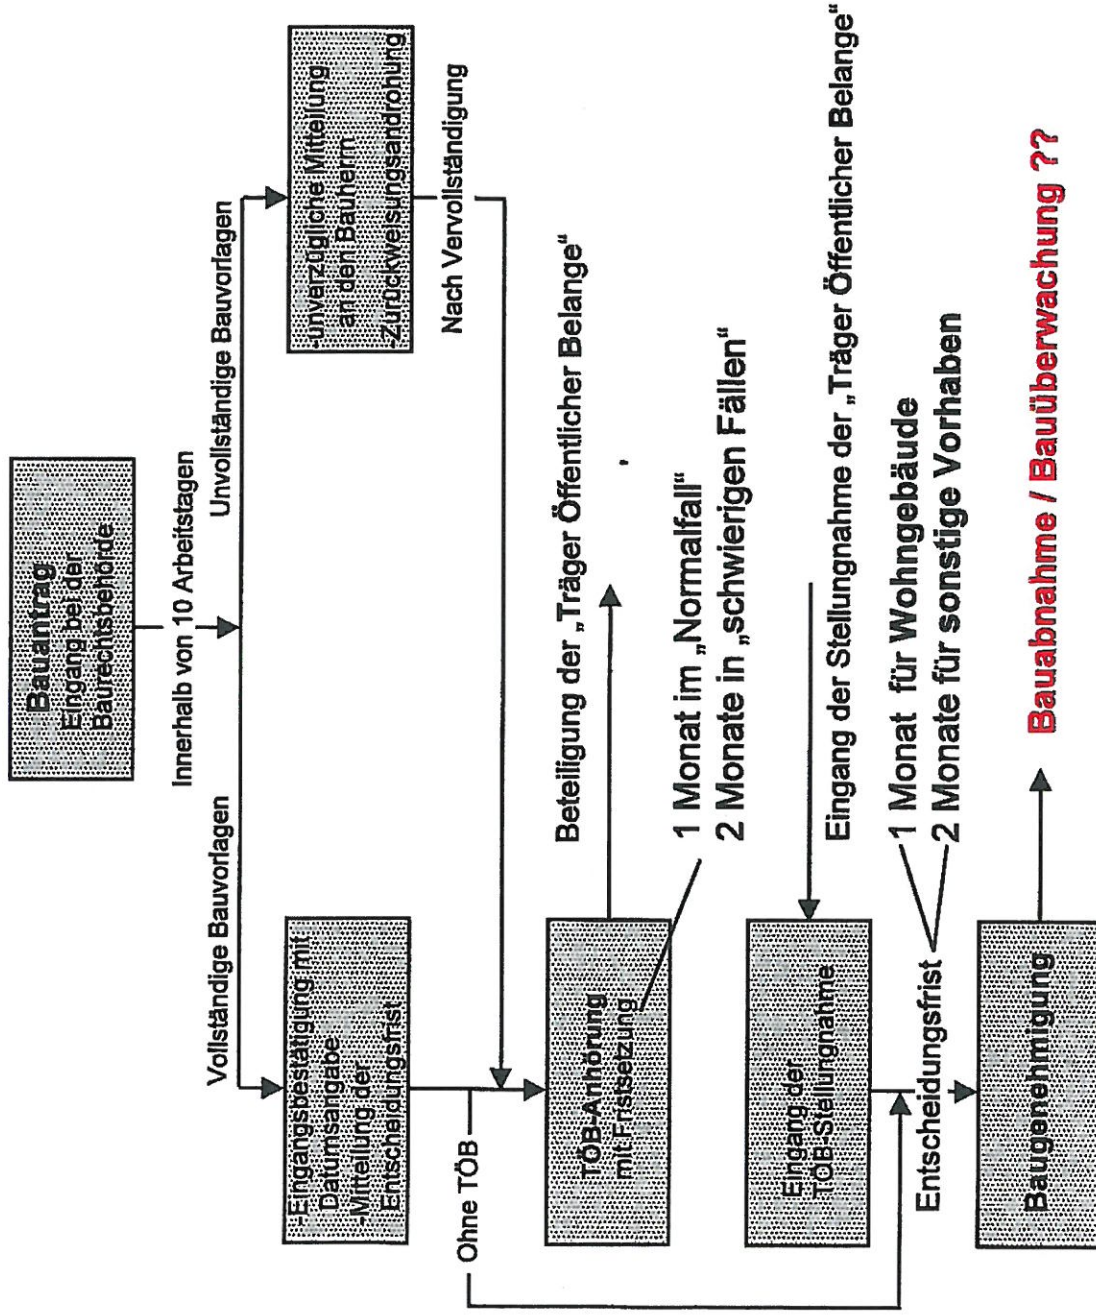 Bauantrag
Eingang bei der
Baurechtsbehörde
Innerhalb von 10 Arbeitstagen
Vollständige Bauvorlagen
Unvollständige Bauvorlagen
-Eingangsbestätigung mit
Datumsangabe
-Mitteilung der
Entscheidungsfrist
-unverzügliche Mitteilung
an den Bauherrn
-Zurückweisungsandrohung
Ohne TÖB
Nach Vervollständigung
TÖB-Anhörung
mit Fristsetzung
Beteiligung der „Träger Öffentlicher Belange“
1 Monat im „Normalfall“
2 Monate in „schwierigen Fällen“
Eingang der
TÖB-Stellungnahme
Eingang der Stellungnahme der „Träger Öffentlicher Belange“
Entscheidungsfrist
1 Monat für Wohngebäude
2 Monate für sonstige Vorhaben
Baugenehmigung
Bauabnahme / Bauüberwachung ??